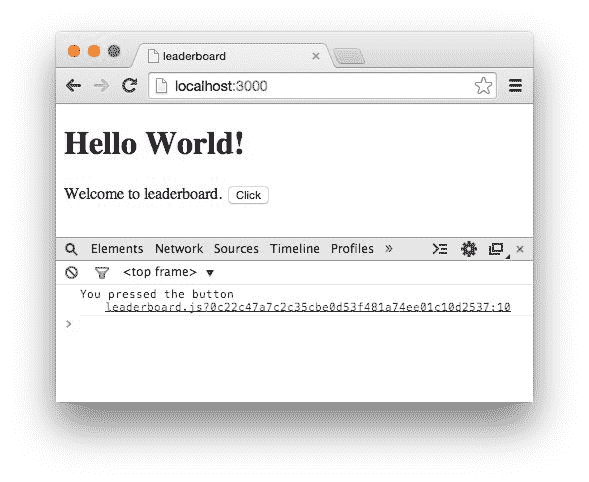 leaderboard
localhost:3000
Hello World!
Welcome to leaderboard. Click
Elements Network Sources Timeline Profiles »
<top frame> ▼
You pressed the button
leaderboard.js?0c22c47a7c2c35cbe0d53f481a74ee01c10d2537:10
>